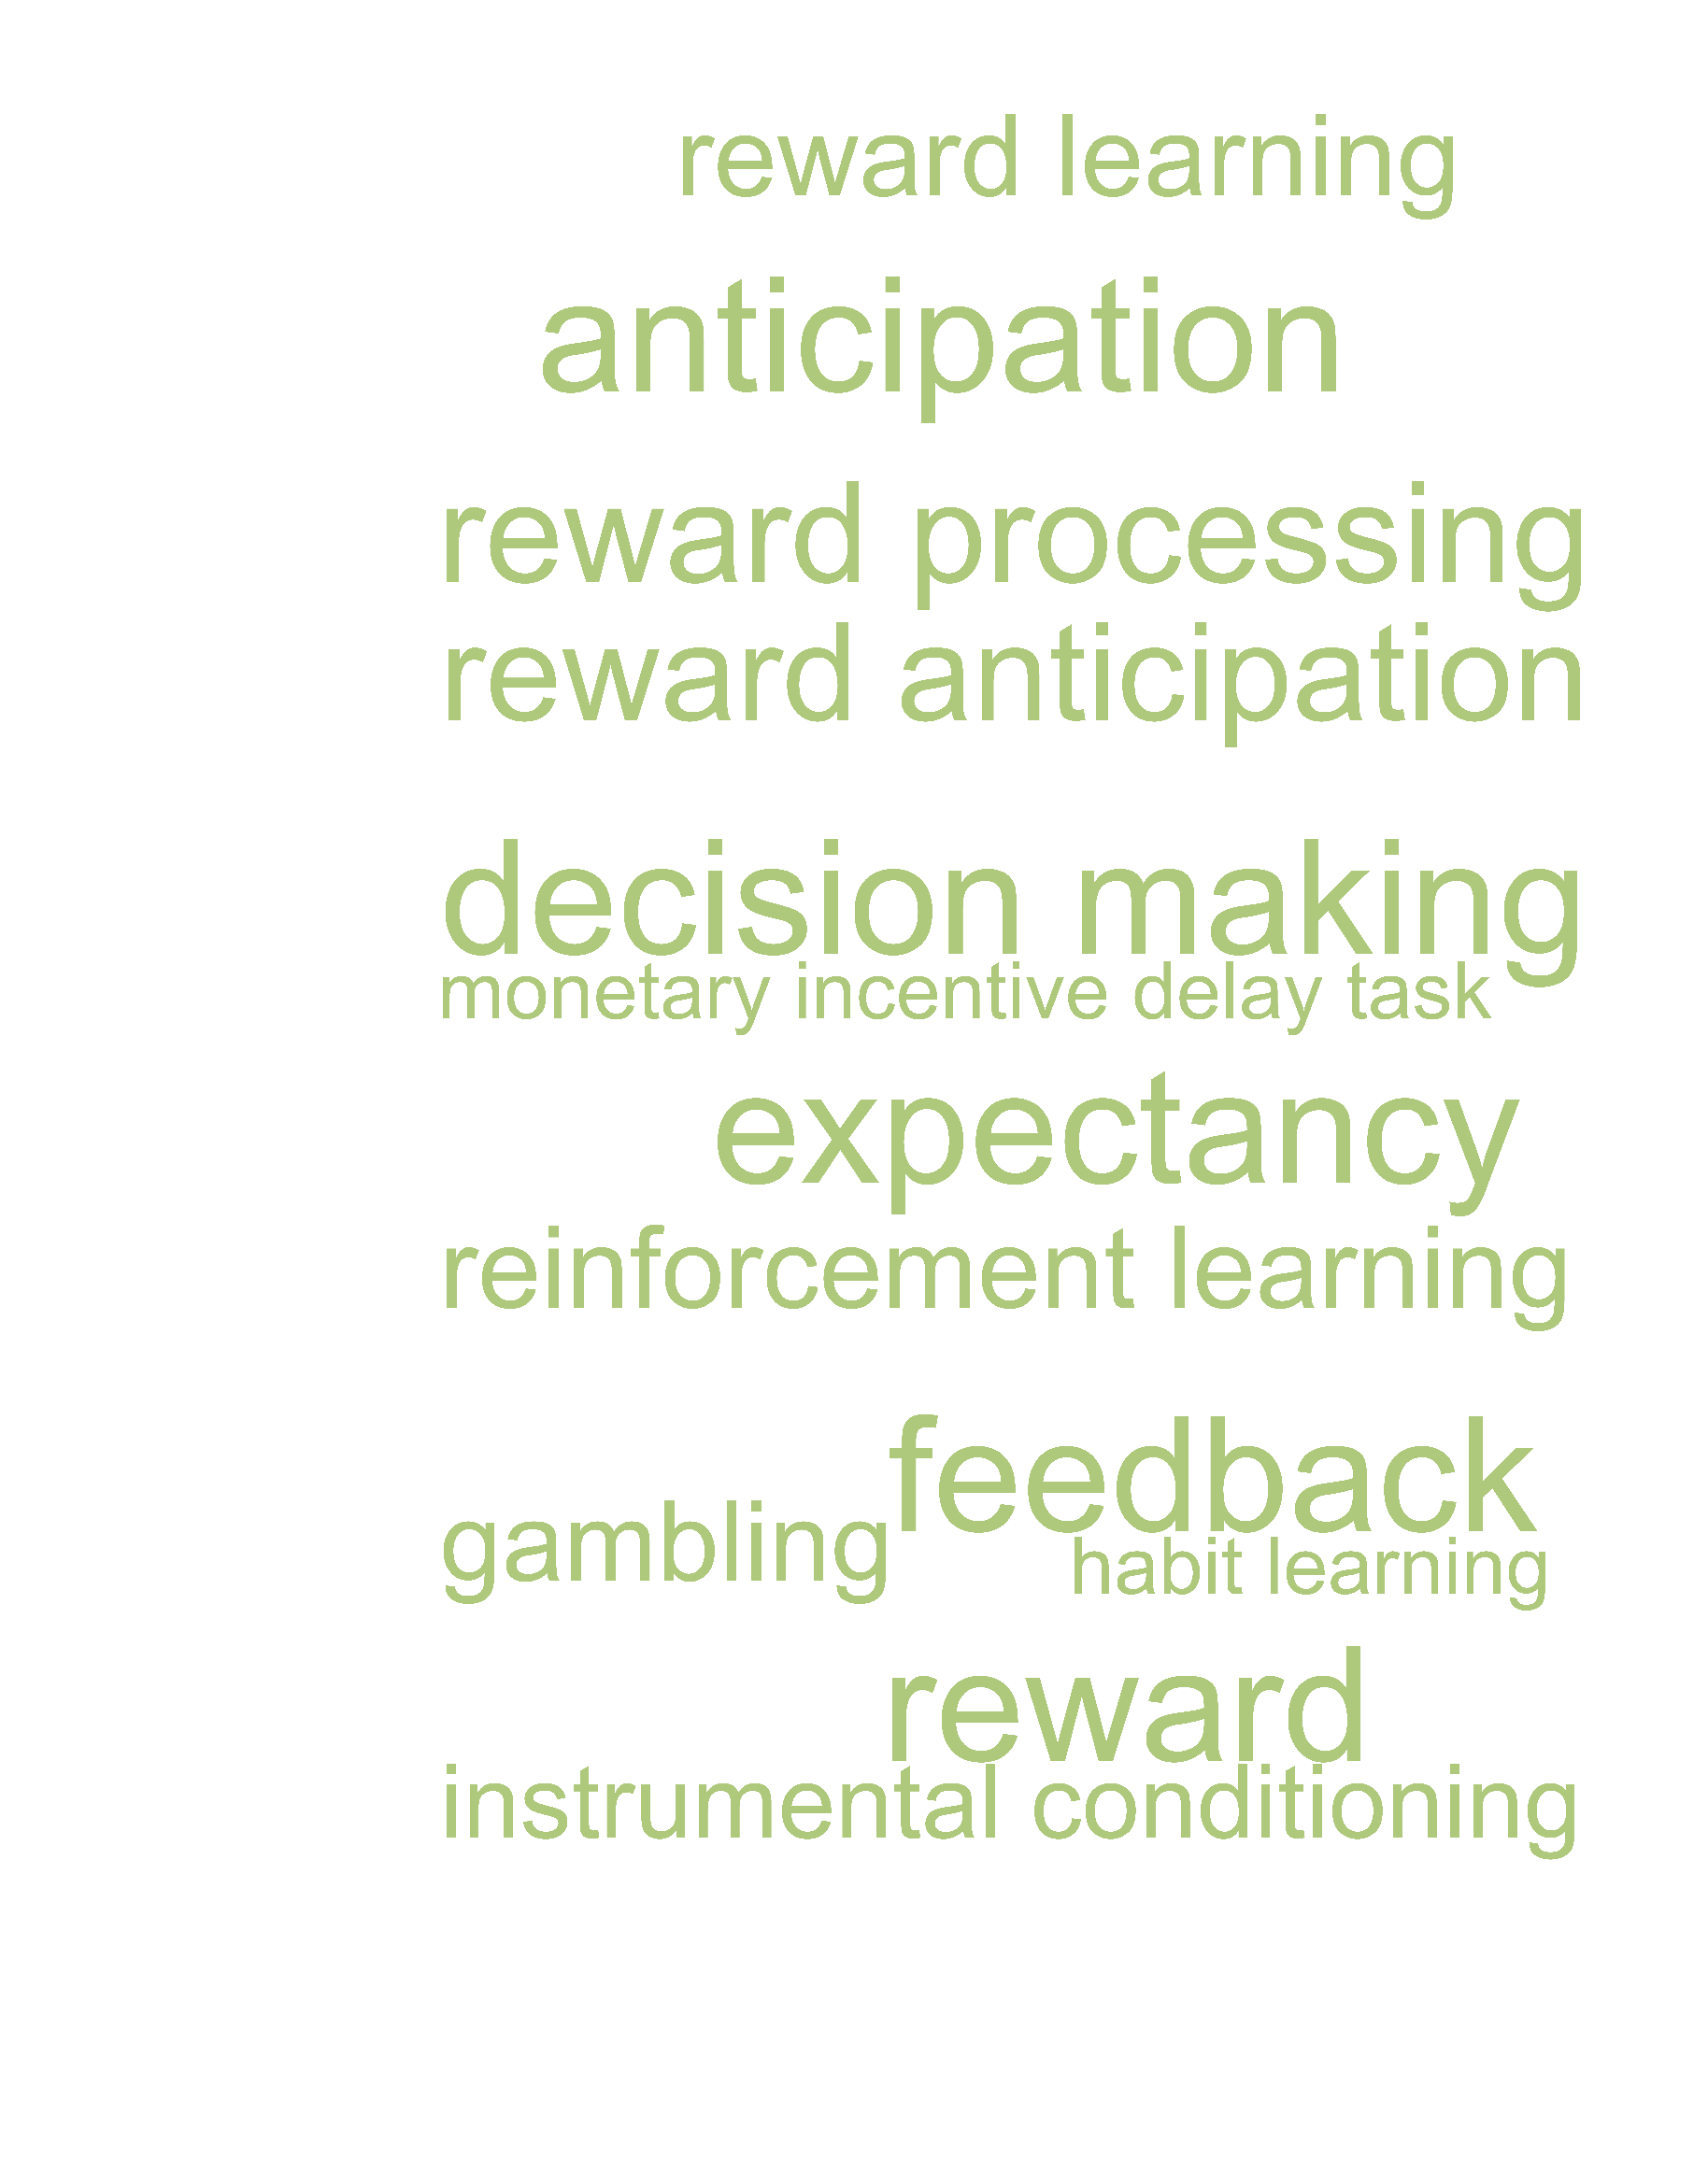 reward learning
anticipation
reward processing
reward anticipation
decision making
monetary incentive delay task
expectancy
reinforcement learning
feedback
gambling
habit learning
reward
instrumental conditioning